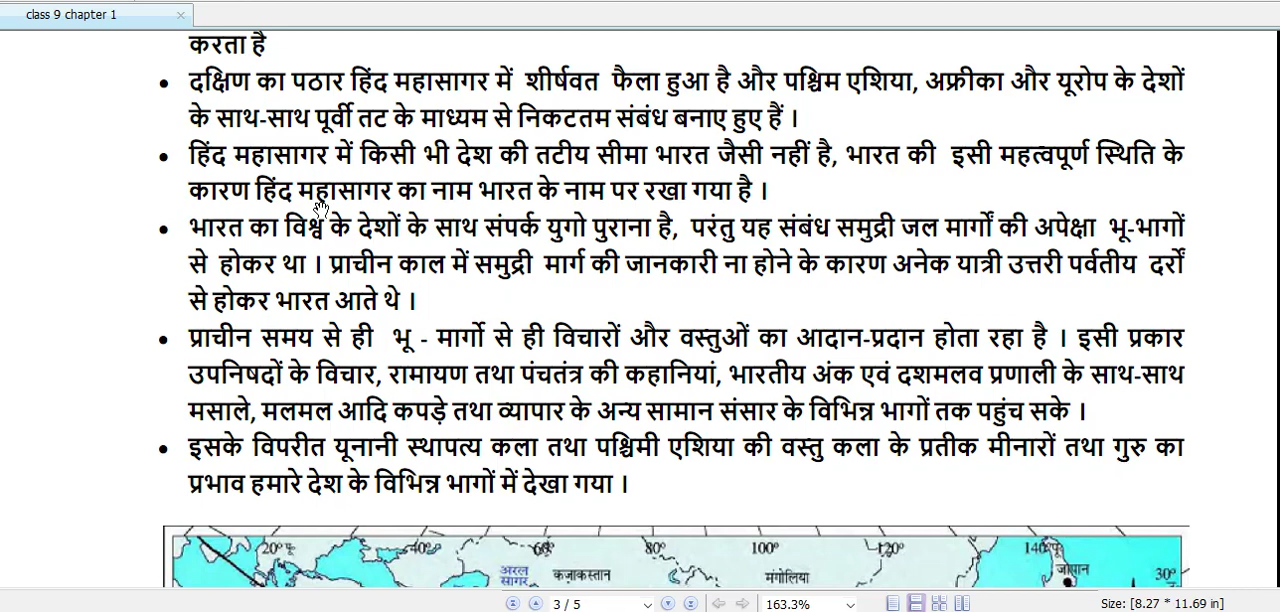 class 9 chapter 1
करता है
• दक्षिण का पठार हिंद महासागर में शीर्षवत फैला हुआ है और पश्चिम एशिया, अफ्रीका और यूरोप के देशों
के साथ-साथ पूर्वी तट के माध्यम से निकटतम संबंध बनाए हुए हैं ।
• हिंद महासागर में किसी भी देश की तटीय सीमा भारत जैसी नहीं है, भारत की इसी महत्वपूर्ण स्थिति के
कारण हिंद महासागर का नाम भारत के नाम पर रखा गया है ।
• भारत का विश्व के देशों के साथ संपर्क युगो पुराना है, परंतु यह संबंध समुद्री जल मार्गों की अपेक्षा भू-भागों
से होकर था । प्राचीन काल में समुद्री मार्ग की जानकारी ना होने के कारण अनेक यात्री उत्तरी पर्वतीय दर्रों
से होकर भारत आते थे ।
• प्राचीन समय से ही भू - मार्गो से ही विचारों और वस्तुओं का आदान-प्रदान होता रहा है । इसी प्रकार
उपनिषदों के विचार, रामायण तथा पंचतंत्र की कहानियां, भारतीय अंक एवं दशमलव प्रणाली के साथ-साथ
मसाले, मलमल आदि कपड़े तथा व्यापार के अन्य सामान संसार के विभिन्न भागों तक पहुंच सके ।
• इसके विपरीत यूनानी स्थापत्य कला तथा पश्चिमी एशिया की वस्तु कला के प्रतीक मीनारों तथा गुरु का
प्रभाव हमारे देश के विभिन्न भागों में देखा गया ।
20° पू॰ 40° 60° 80° 100° 120° 140° पू॰
अरल
सागर
कज़ाकस्तान मंगोलिया जापान 30°
3 / 5 163.3% Size: [8.27 * 11.69 in]